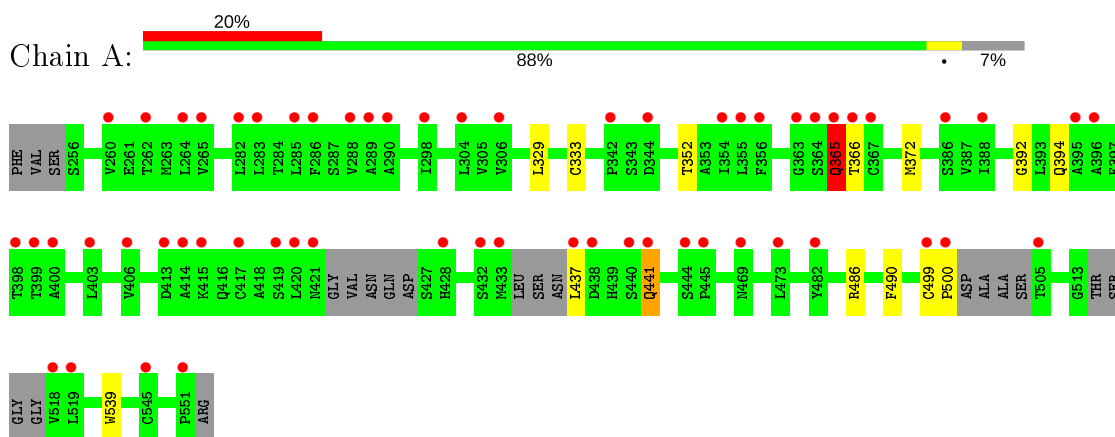 20%
Chain A:
88% • 7%
PHE VAL SER S256 V260 E261 T262 M263 L264 V265 L282 L283 T284 L285 F286 S287 V288 A289 A290 I298 L304 V305 V306 L329 C333 P342 S343 D344 T352 A353 I354 L355 F356 G363 S364 Q365 T366 C367 M372 S386 V387 I388 G392 L393 Q394 A395 A396 F397
T398 T399 A400 L403 V406 D413 A414 K415 Q416 C417 A418 S419 L420 N421 GLY VAL ASN GLN ASP S427 H428 S432 M433 LEU SER ASN L437 D438 H439 S440 Q441 S444 P445 N469 L473 Y482 R486 F490 C499 P500 ASP ALA ALA SER T505 G513 THR SER
GLY GLY V518 L519 W539 C545 P551 ARG